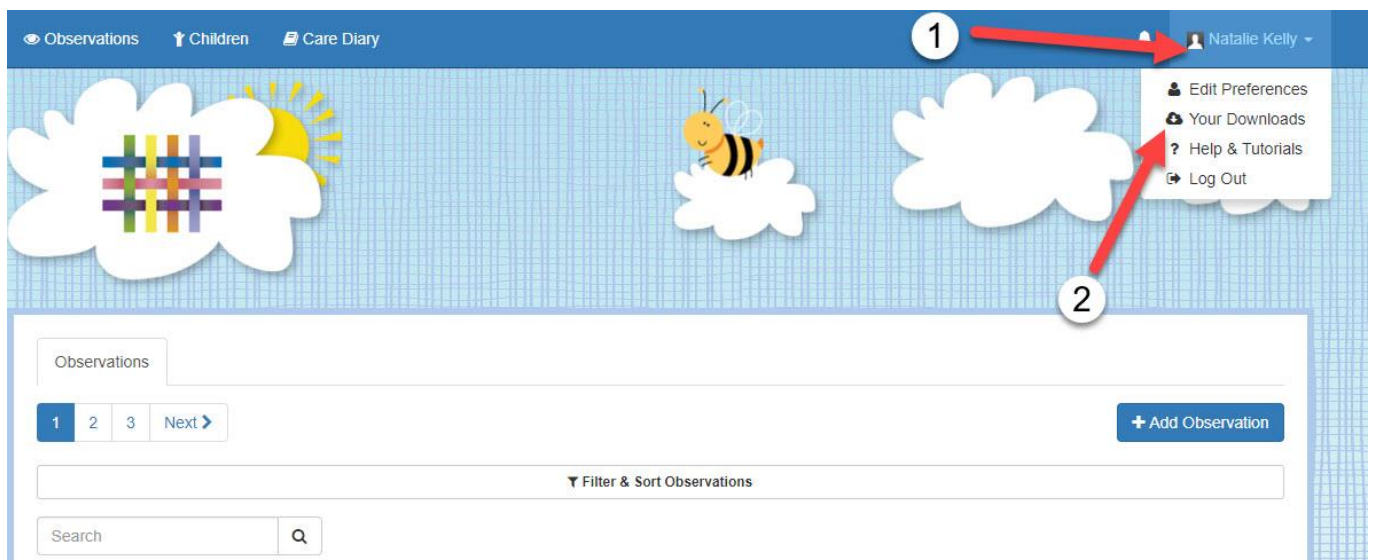 Observations Children Care Diary 1 Natalie Kelly
Edit Preferences
Your Downloads
? Help & Tutorials
Log Out
2
Observations
1 2 3 Next
+ Add Observation
Filter & Sort Observations
Search